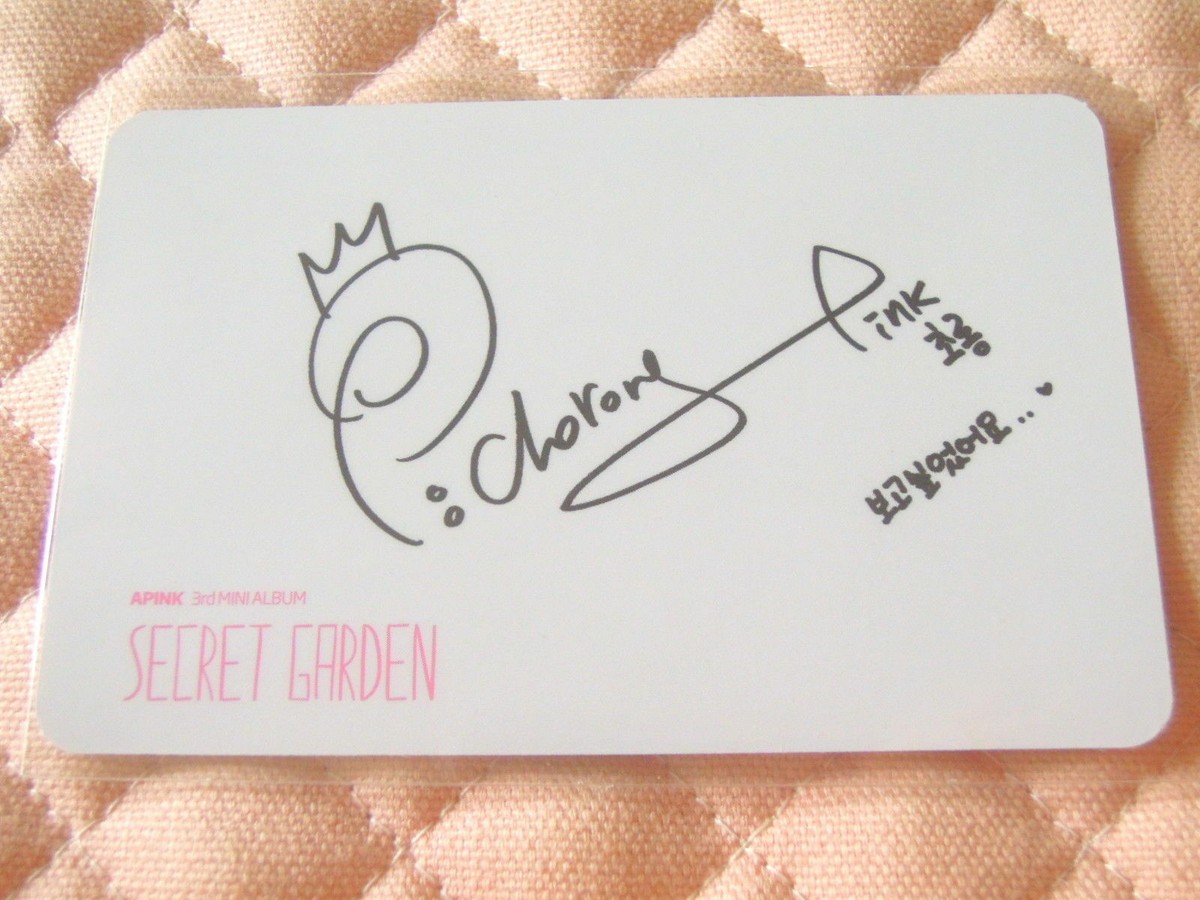 P: Chorong
Pink
초롱
보고싶었어요..♥
APINK 3rd MINI ALBUM
SECRET GARDEN